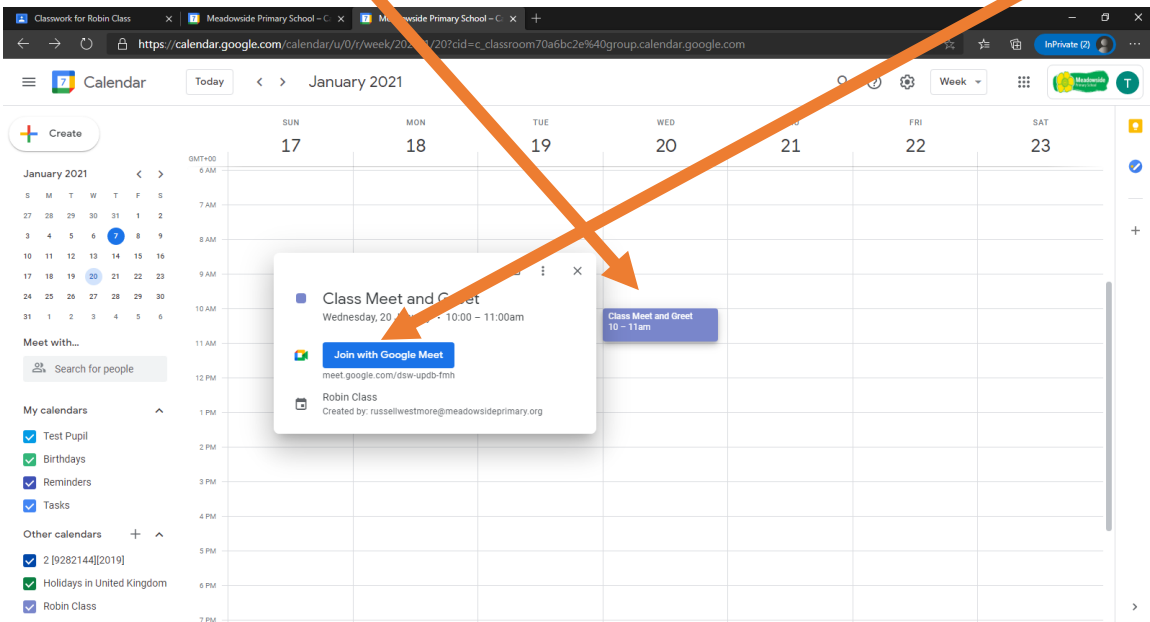 Classwork for Robin Class
Meadowside Primary School – C
Meadowside Primary School – C
https://calendar.google.com/calendar/u/0/r/week/202 /20?cid=c_classroom70a6bc2e%40group.calendar.google.com
InPrivate (2)
7 Calendar
Today
January 2021
Week
Meadowside
T
Create
SUN MON TUE WED FRI SAT
17 18 19 20 21 22 23
GMT+00
January 2021
S M T W T F S
27 28 29 30 31 1 2
3 4 5 6 7 8 9
10 11 12 13 14 15 16
17 18 19 20 21 22 23
24 25 26 27 28 29 30
31 1 2 3 4 5 6
Meet with...
Search for people
My calendars
Test Pupil
Birthdays
Reminders
Tasks
Other calendars
2 [9282144][2019]
Holidays in United Kingdom
Robin Class
6 AM
7 AM
8 AM
9 AM
10 AM
11 AM
12 PM
1 PM
2 PM
3 PM
4 PM
5 PM
6 PM
7 PM
Class Meet and Greet
Wednesday, 20 • 10:00 – 11:00am
Join with Google Meet
meet.google.com/dsw-updb-fmh
Robin Class
Created by: russellwestmore@meadowsideprimary.org
Class Meet and Greet
10 – 11am